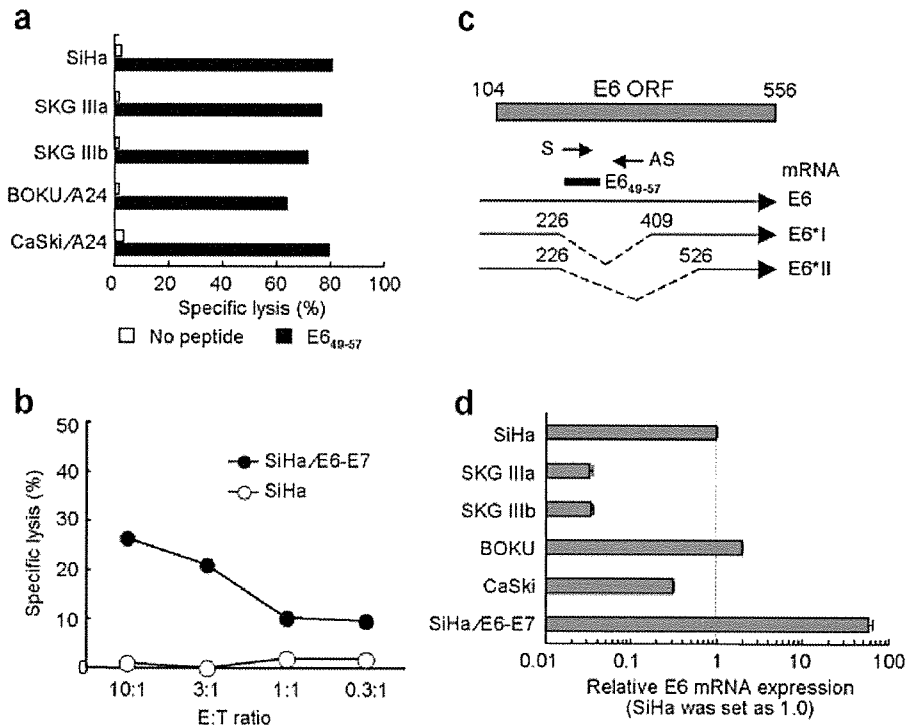 a
SiHa
SKG IIIa
SKG IIIb
BOKU/A24
CaSki/A24
0 20 40 60 80 100
Specific lysis (%)
No peptide E6₄₉₋₅₇
b
Specific lysis (%)
50
40
30
20
10
0
SiHa/E6-E7
SiHa
10:1 3:1 1:1 0.3:1
E:T ratio
c
104 E6 ORF 556
S
AS
E6₄₉₋₅₇
mRNA
E6
226 409
E6*I
226 526
E6*II
d
SiHa
SKG IIIa
SKG IIIb
BOKU
CaSki
SiHa/E6-E7
0.01 0.1 1 10 100
Relative E6 mRNA expression
(SiHa was set as 1.0)